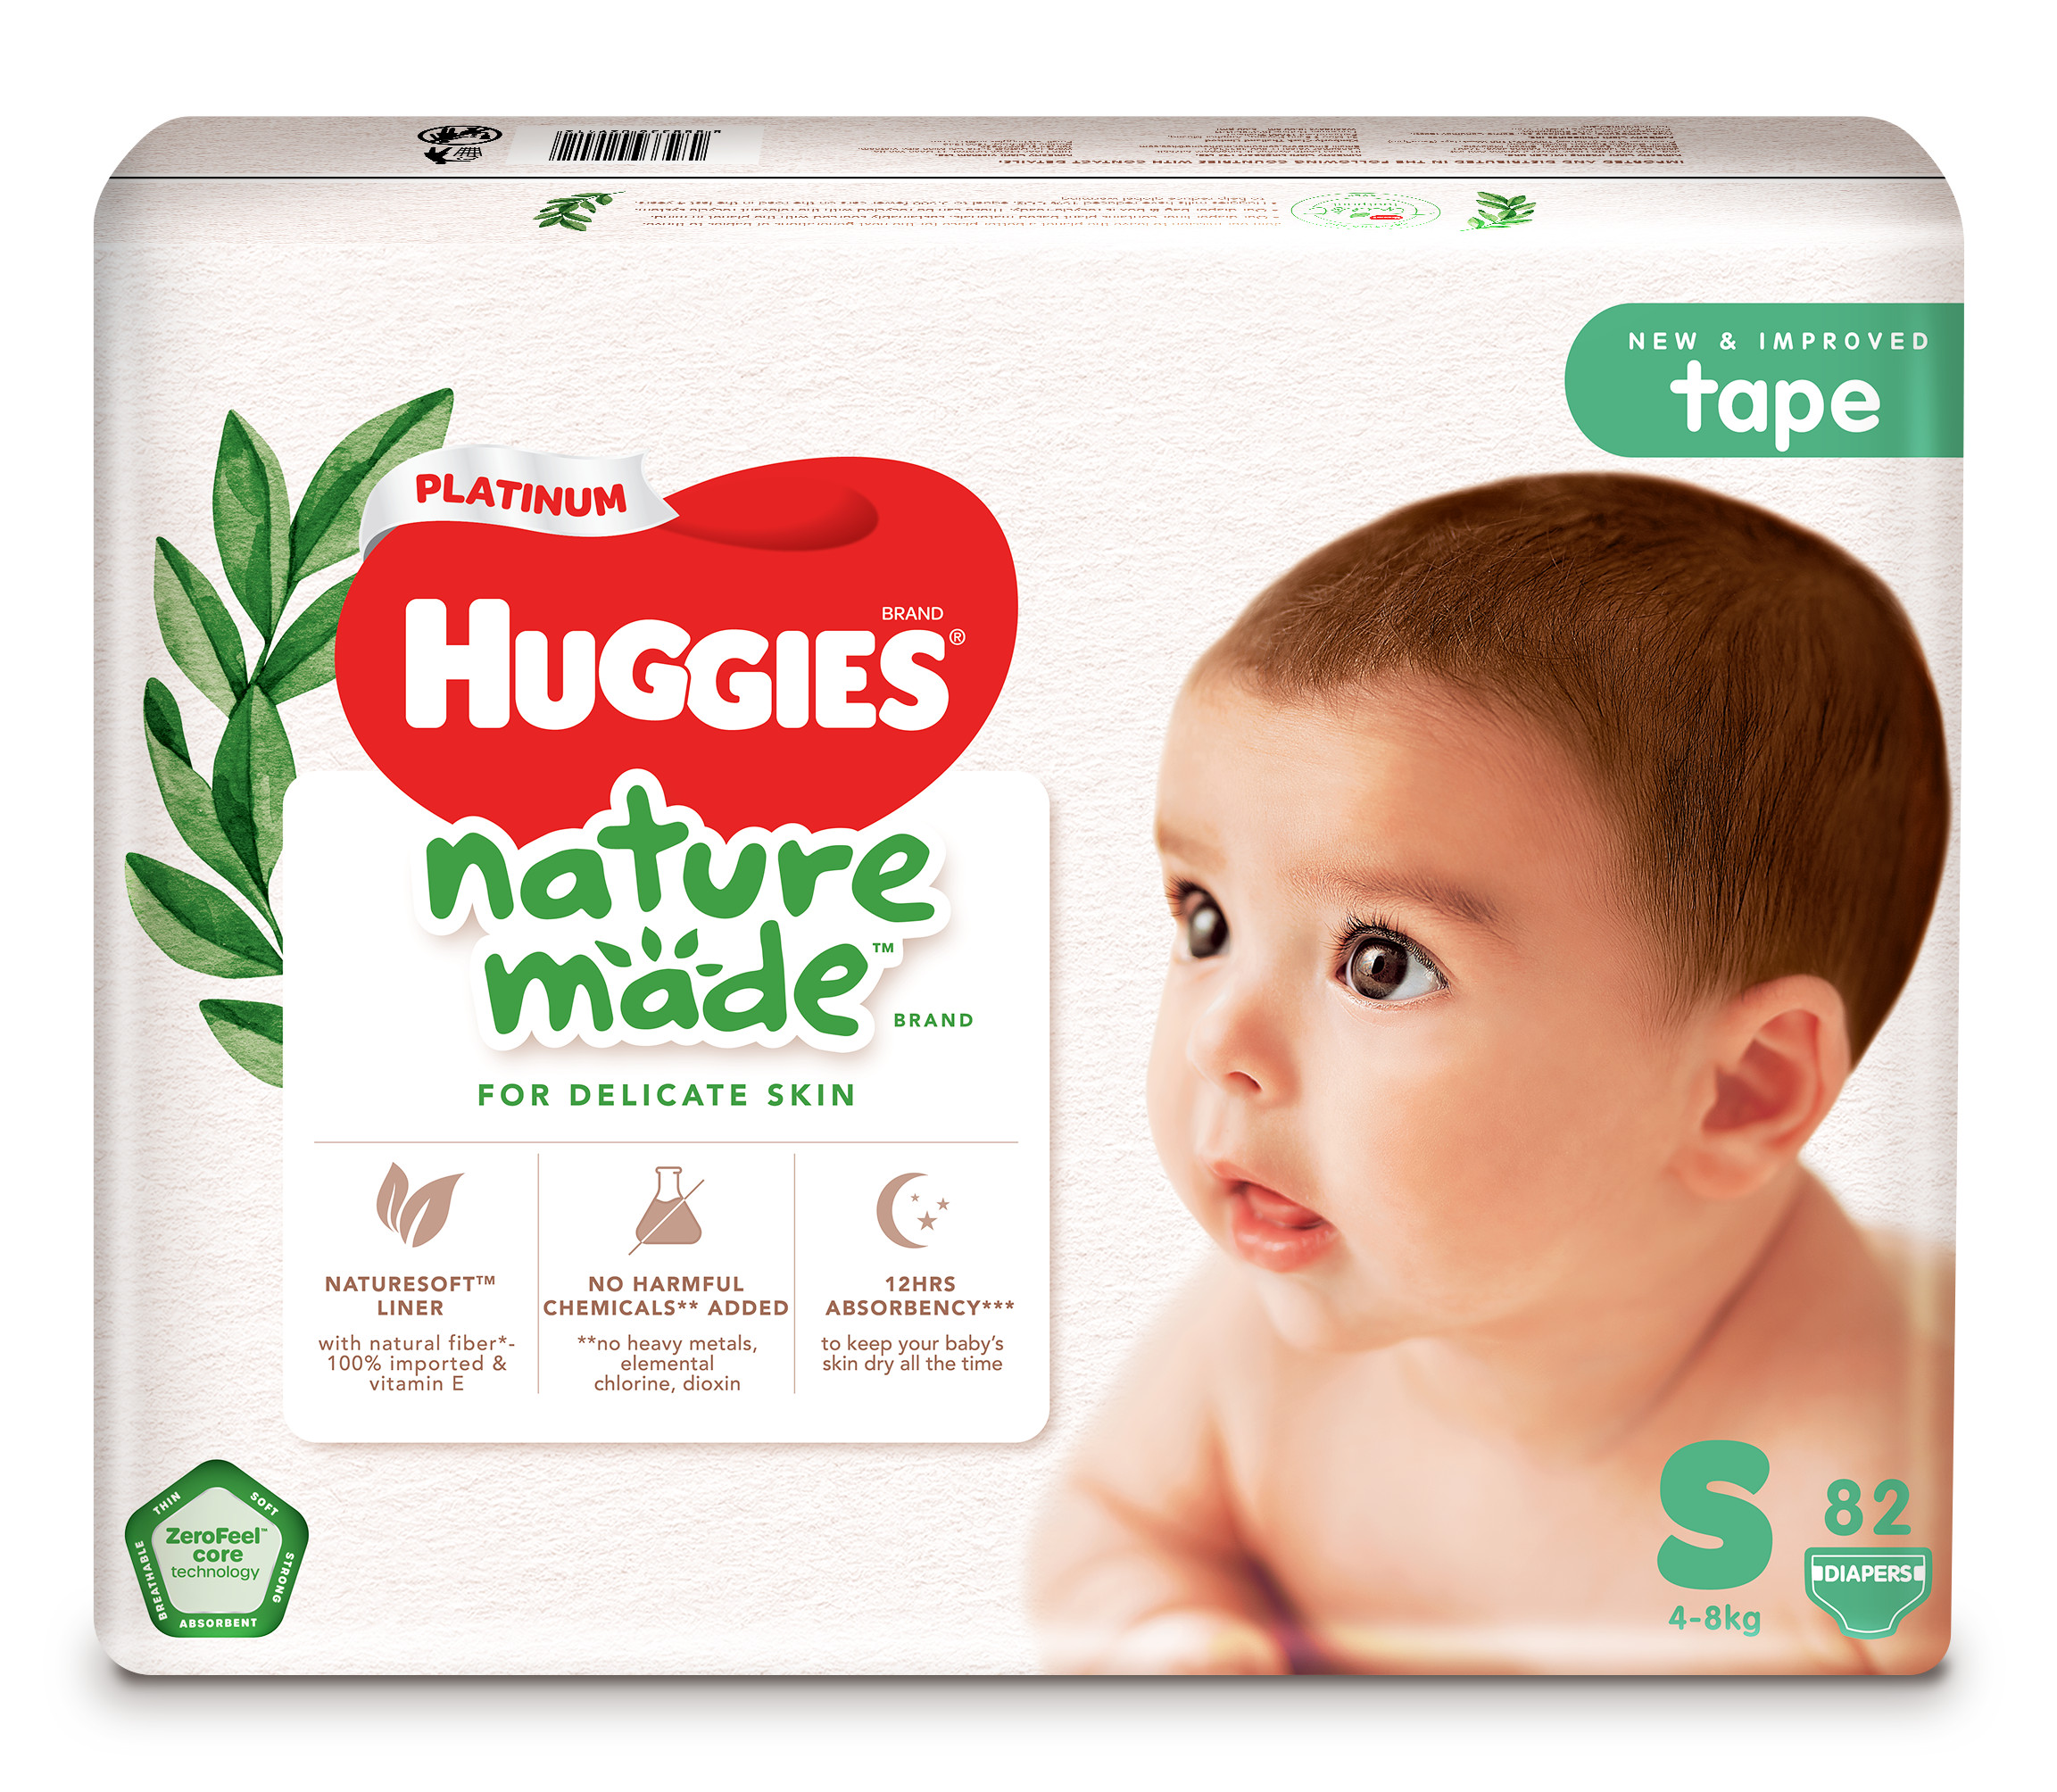 NEW & IMPROVED
tape
PLATINUM
BRAND
HUGGIES®
nature
made™
BRAND
FOR DELICATE SKIN
NATURESOFT™
LINER
with natural fiber*-
100% imported &
vitamin E
NO HARMFUL
CHEMICALS** ADDED
**no heavy metals,
elemental
chlorine, dioxin
12HRS
ABSORBENCY***
to keep your baby's
skin dry all the time
THIN
SOFT
STRONG
ABSORBENT
BREATHABLE
ZeroFeel™
core
technology
S
4-8kg
82
DIAPERS